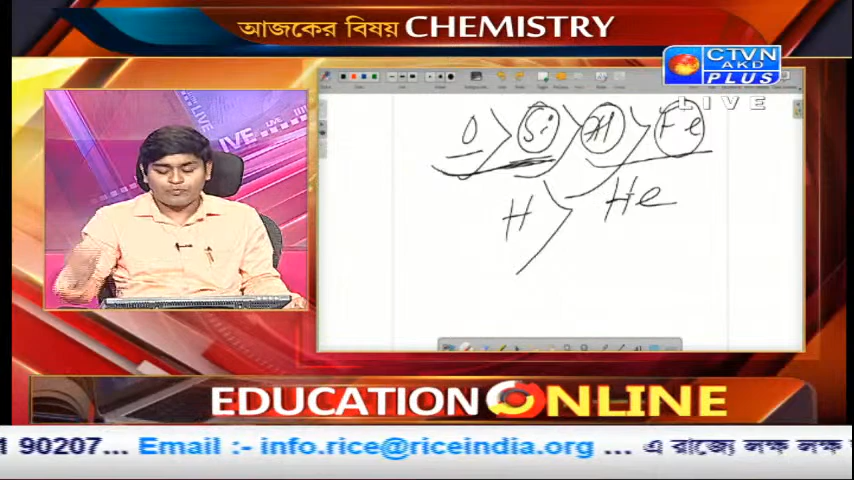 আজকের বিষয় CHEMISTRY
CTVN
AKD
PLUS
LIVE
O > Si > Al > Fe
H > He
EDUCATION ONLINE
1 90207... Email :- info.rice@riceindia.org ... এ রাজ্যে লক্ষ লক্ষ